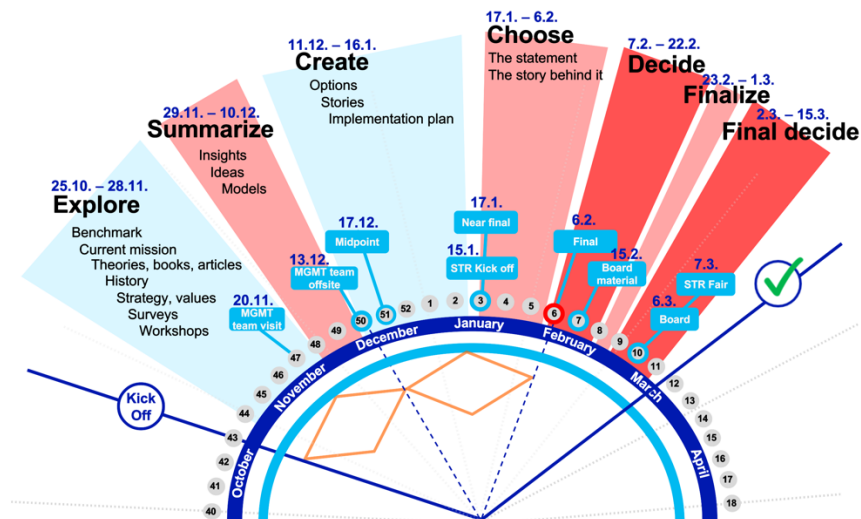 25.10. – 28.11.
Explore
Benchmark
Current mission
Theories, books, articles
History
Strategy, values
Surveys
Workshops
29.11. – 10.12.
Summarize
Insights
Ideas
Models
11.12. – 16.1.
Create
Options
Stories
Implementation plan
17.1. – 6.2.
Choose
The statement
The story behind it
7.2. – 22.2.
Decide
23.2. – 1.3.
Finalize
2.3. – 15.3.
Final decide
20.11.
MGMT
team visit
13.12.
MGMT team
offsite
17.12.
Midpoint
17.1.
Near final
15.1.
STR Kick off
6.2.
Final
15.2.
Board
material
7.3.
STR Fair
6.3.
Board
Kick
Off
40
41
42
43
44
45
46
47
48
49
50
51
52
1
2
3
4
5
6
7
8
9
10
11
12
13
14
15
16
17
18
October
November
December
January
February
March
April